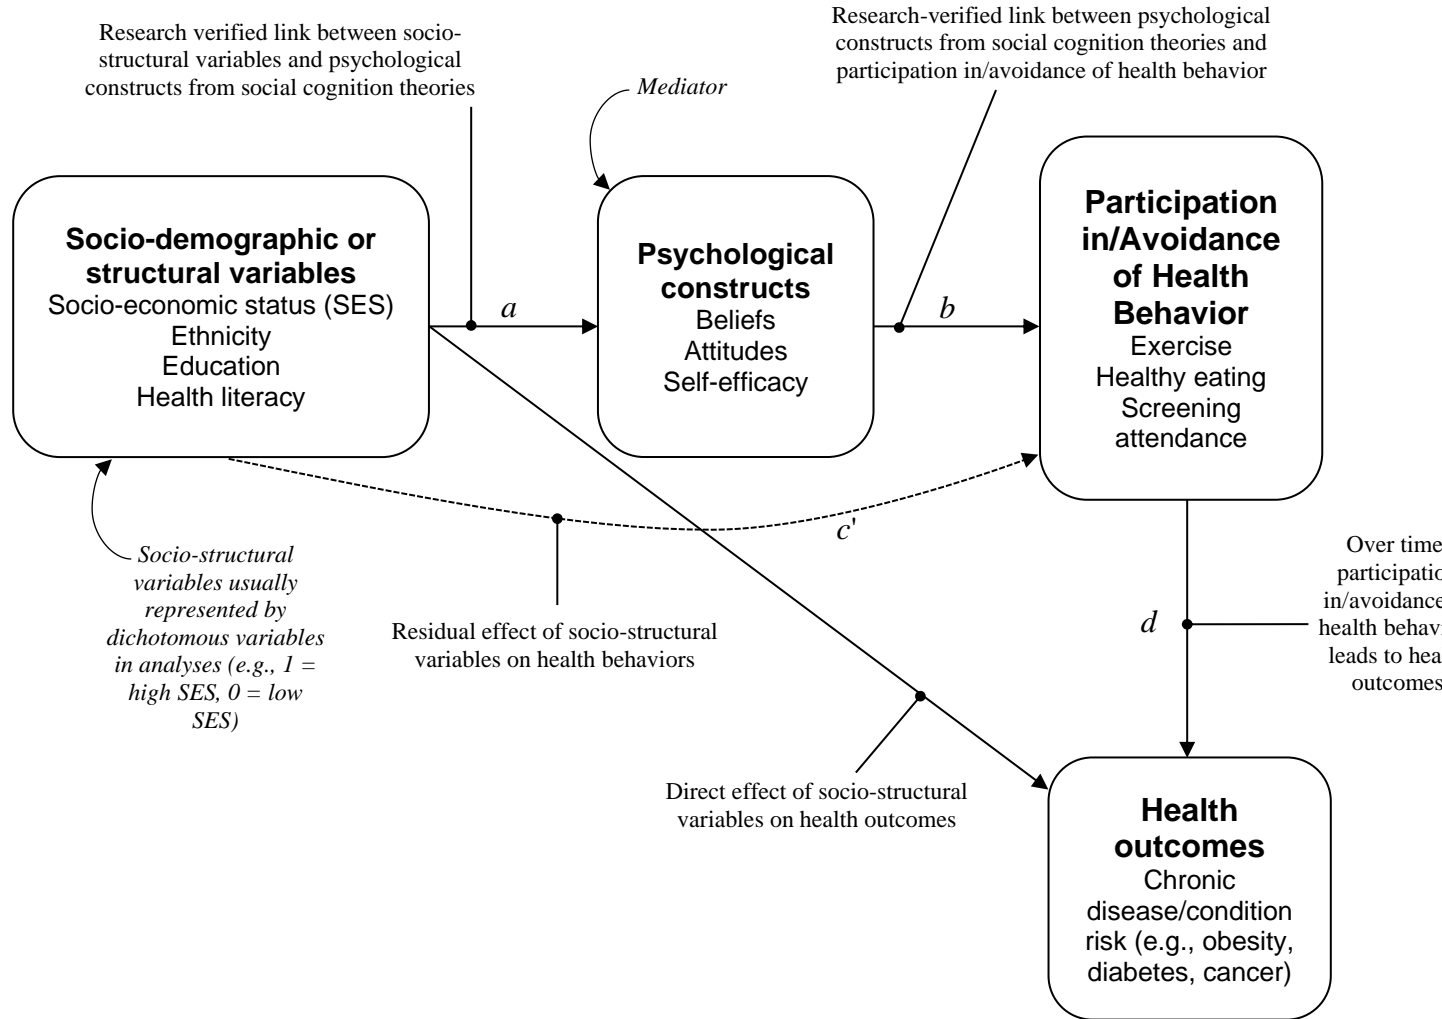 Research verified link between socio-
structural variables and psychological
constructs from social cognition theories
Mediator
Research-verified link between psychological
constructs from social cognition theories and
participation in/avoidance of health behavior
Socio-demographic or
structural variables
Socio-economic status (SES)
Ethnicity
Education
Health literacy
a
Psychological
constructs
Beliefs
Attitudes
Self-efficacy
b
Participation
in/Avoidance
of Health
Behavior
Exercise
Healthy eating
Screening
attendance
c'
Socio-structural
variables usually
represented by
dichotomous variables
in analyses (e.g., 1 =
high SES, 0 = low
SES)
Residual effect of socio-structural
variables on health behaviors
d
Over time
in/avoidance
health
leads to
outcomes
Direct effect of socio-structural
variables on health outcomes
Health
outcomes
Chronic
disease/condition
risk (e.g., obesity,
diabetes, cancer)